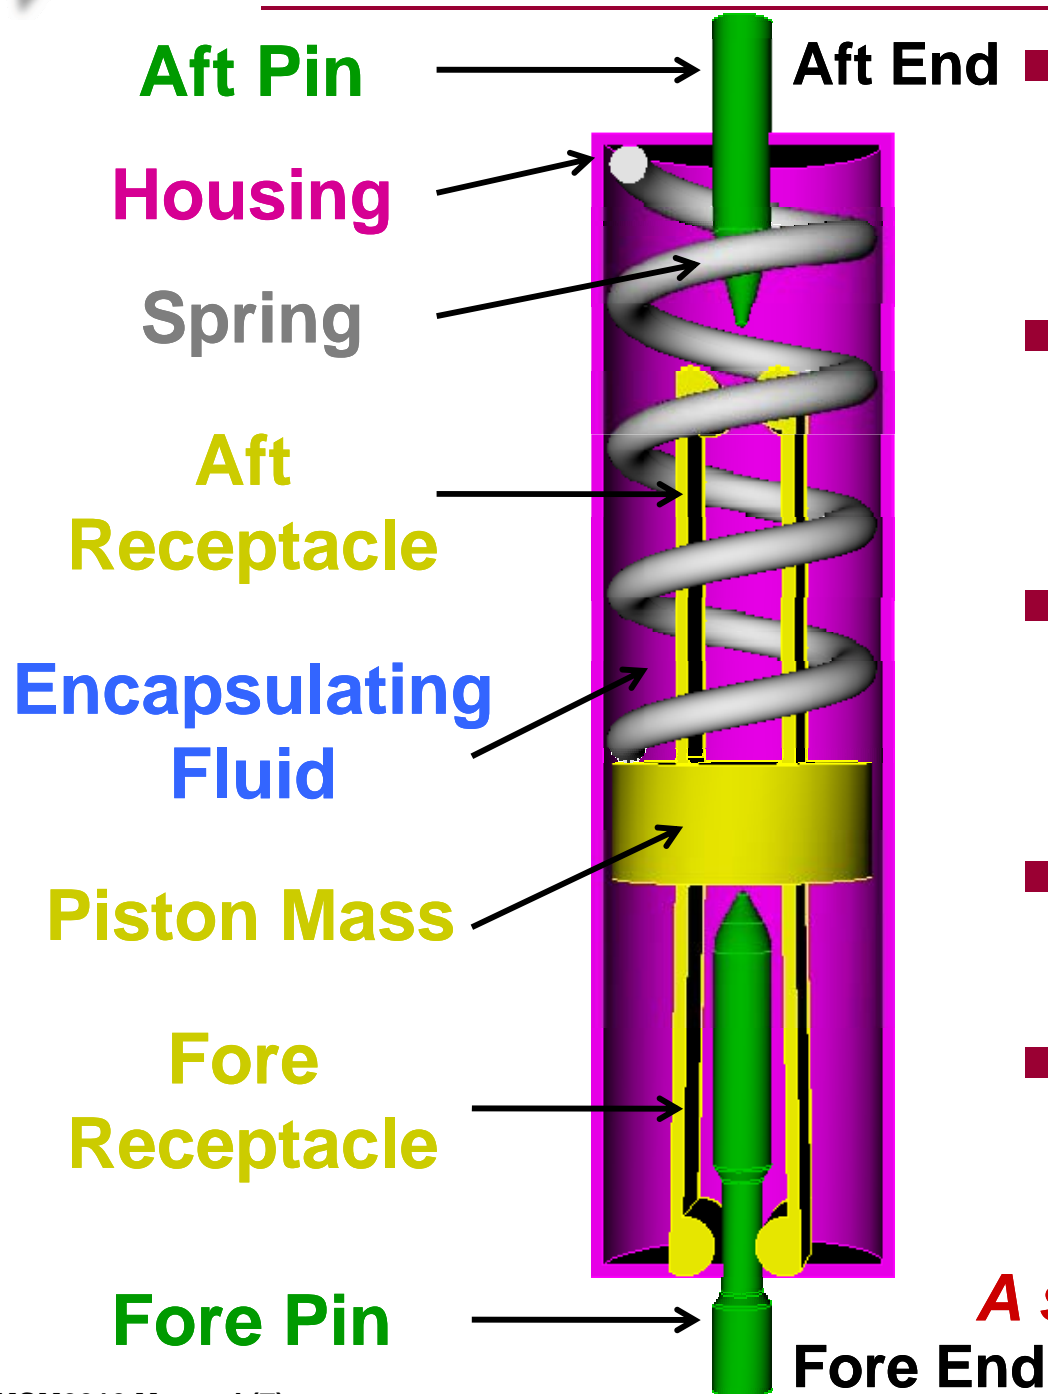 Aft Pin
Aft End
Housing
Spring
Aft
Receptacle
Encapsulating
Fluid
Piston Mass
Fore
Receptacle
A
Fore Pin
Fore End